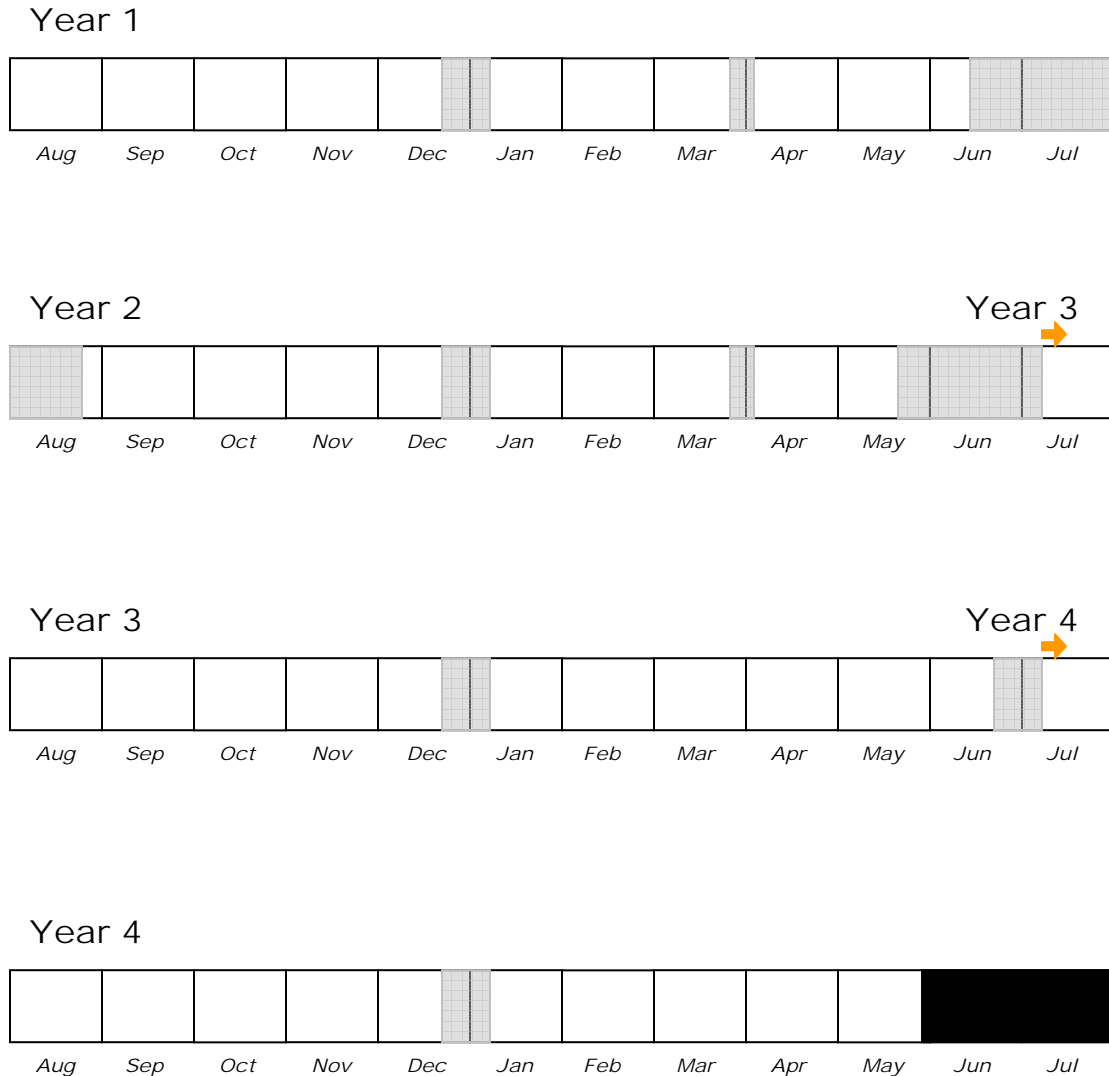 Year 1
Aug Sep Oct Nov Dec Jan Feb Mar Apr May Jun Jul
Year 2 Year 3
Aug Sep Oct Nov Dec Jan Feb Mar Apr May Jun Jul
Year 3 Year 4
Aug Sep Oct Nov Dec Jan Feb Mar Apr May Jun Jul
Year 4
Aug Sep Oct Nov Dec Jan Feb Mar Apr May Jun Jul